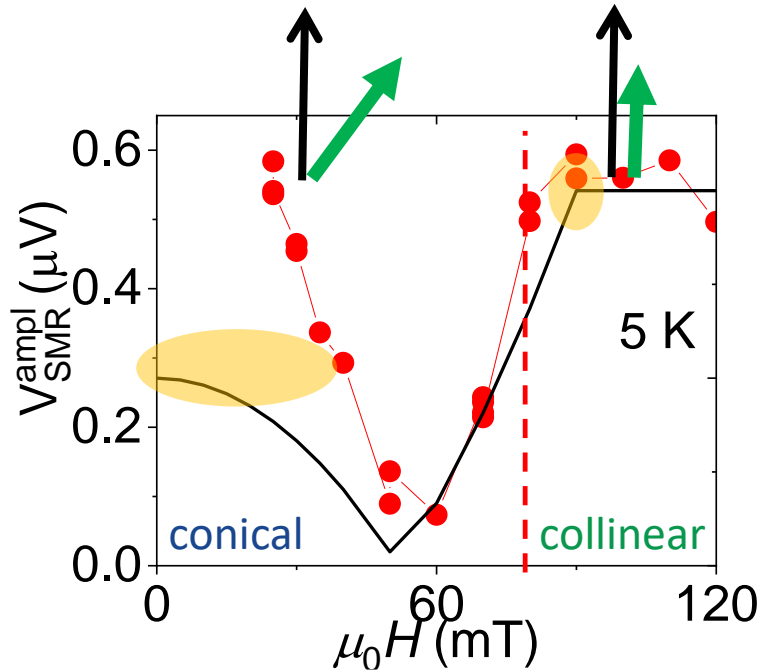 0.6
0.4
0.2
0.0
V^ampl_SMR (μV)
5 K
conical
collinear
0
60
120
μ₀H (mT)